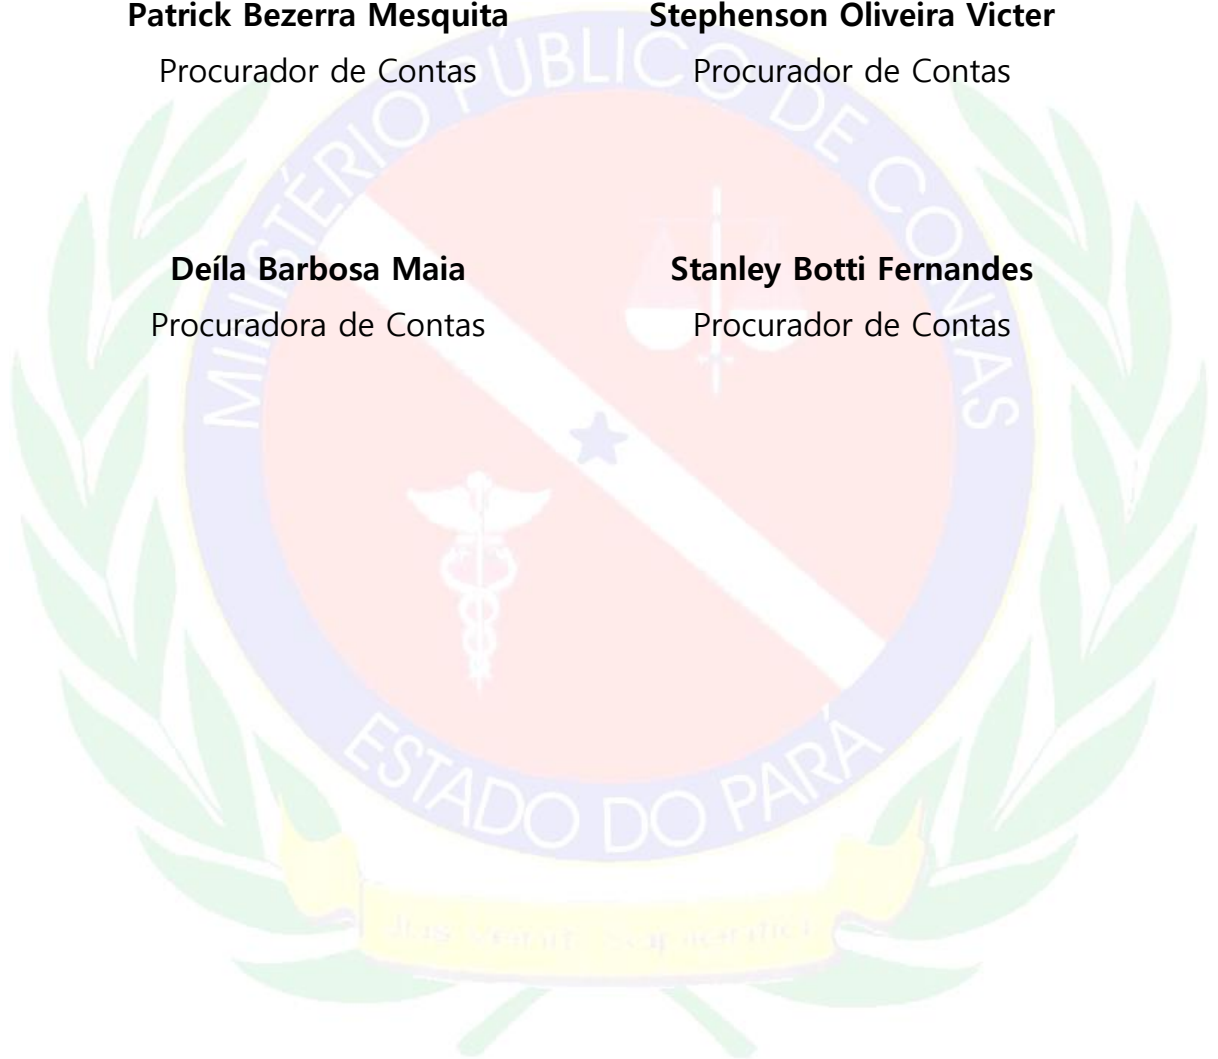 Patrick Bezerra Mesquita
Procurador de Contas
Stephenson Oliveira Victer
Procurador de Contas
Deíla Barbosa Maia
Procuradora de Contas
Stanley Botti Fernandes
Procurador de Contas
MINISTÉRIO PÚBLICO DE CONTAS
ESTADO DO PARÁ